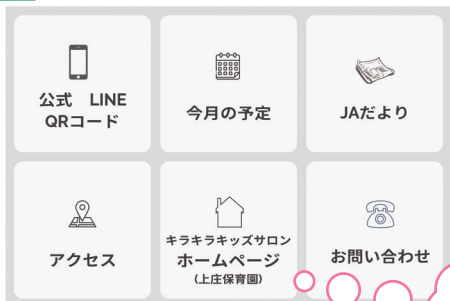 公式　LINE
QRコード
今月の予定
JAだより
アクセス
キラキラキッズサロン
ホームページ
(上庄保育園)
お問い合わせ